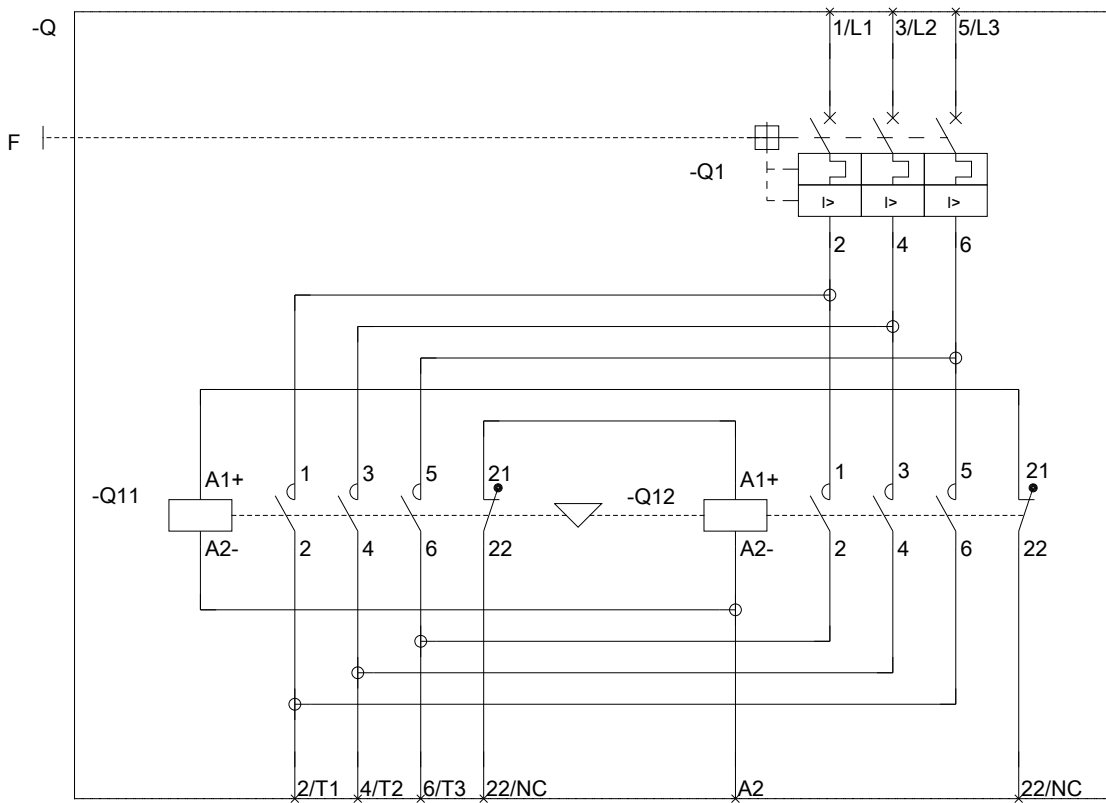 -Q 1/L1 3/L2 5/L3
F
-Q1
I> I> I>
2 4 6
1 3 5 21 1 3 5 21
A1+ A1+
-Q11 -Q12
A2- 2 4 6 22 A2- 2 4 6 22
2/T1 4/T2 6/T3 22/NC A2 22/NC